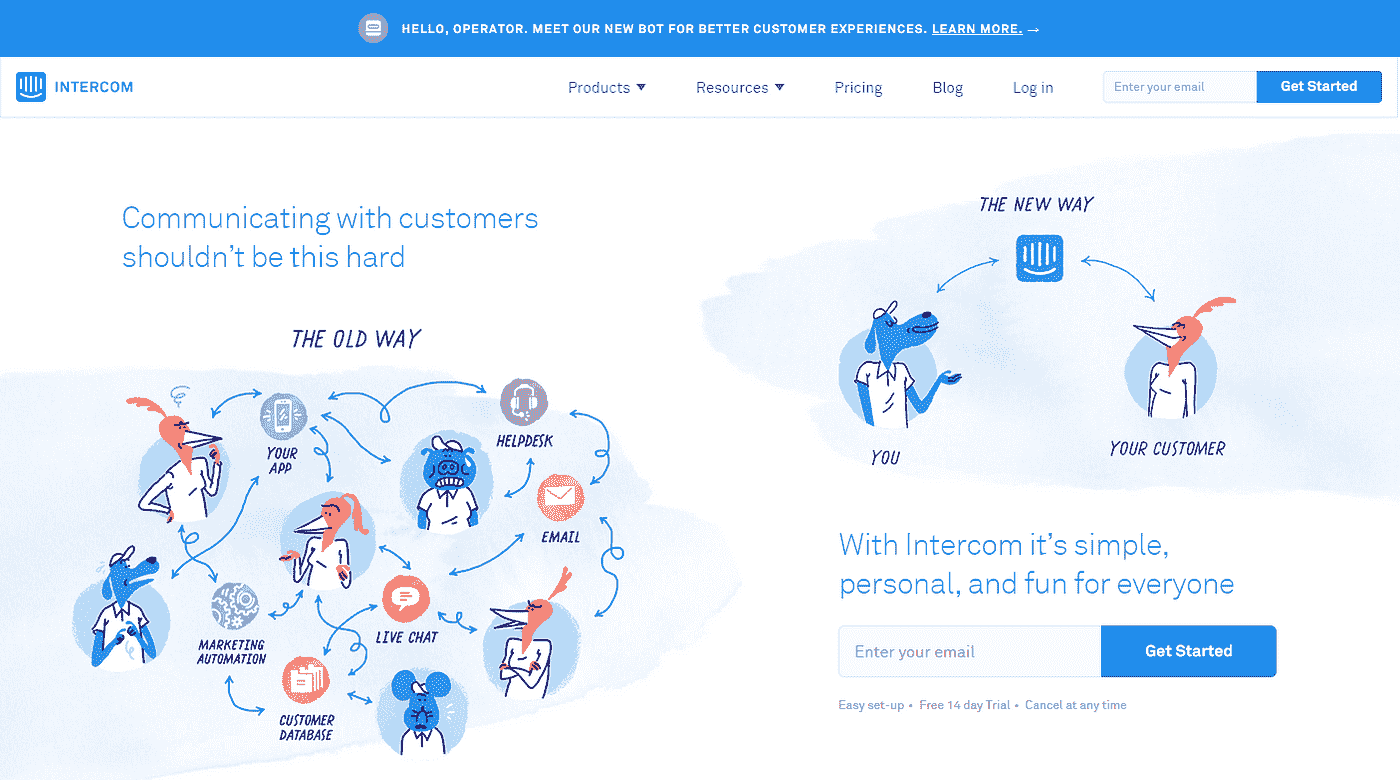 HELLO, OPERATOR. MEET OUR NEW BOT FOR BETTER CUSTOMER EXPERIENCES. LEARN MORE. →
INTERCOM
Products
Resources
Pricing
Blog
Log in
Enter your email
Get Started
Communicating with customers
shouldn't be this hard
THE OLD WAY
YOUR
APP
HELPDESK
EMAIL
MARKETING
AUTOMATION
LIVE CHAT
CUSTOMER
DATABASE
THE NEW WAY
YOU
YOUR CUSTOMER
With Intercom it's simple,
personal, and fun for everyone
Enter your email
Get Started
Easy set-up • Free 14 day Trial • Cancel at any time